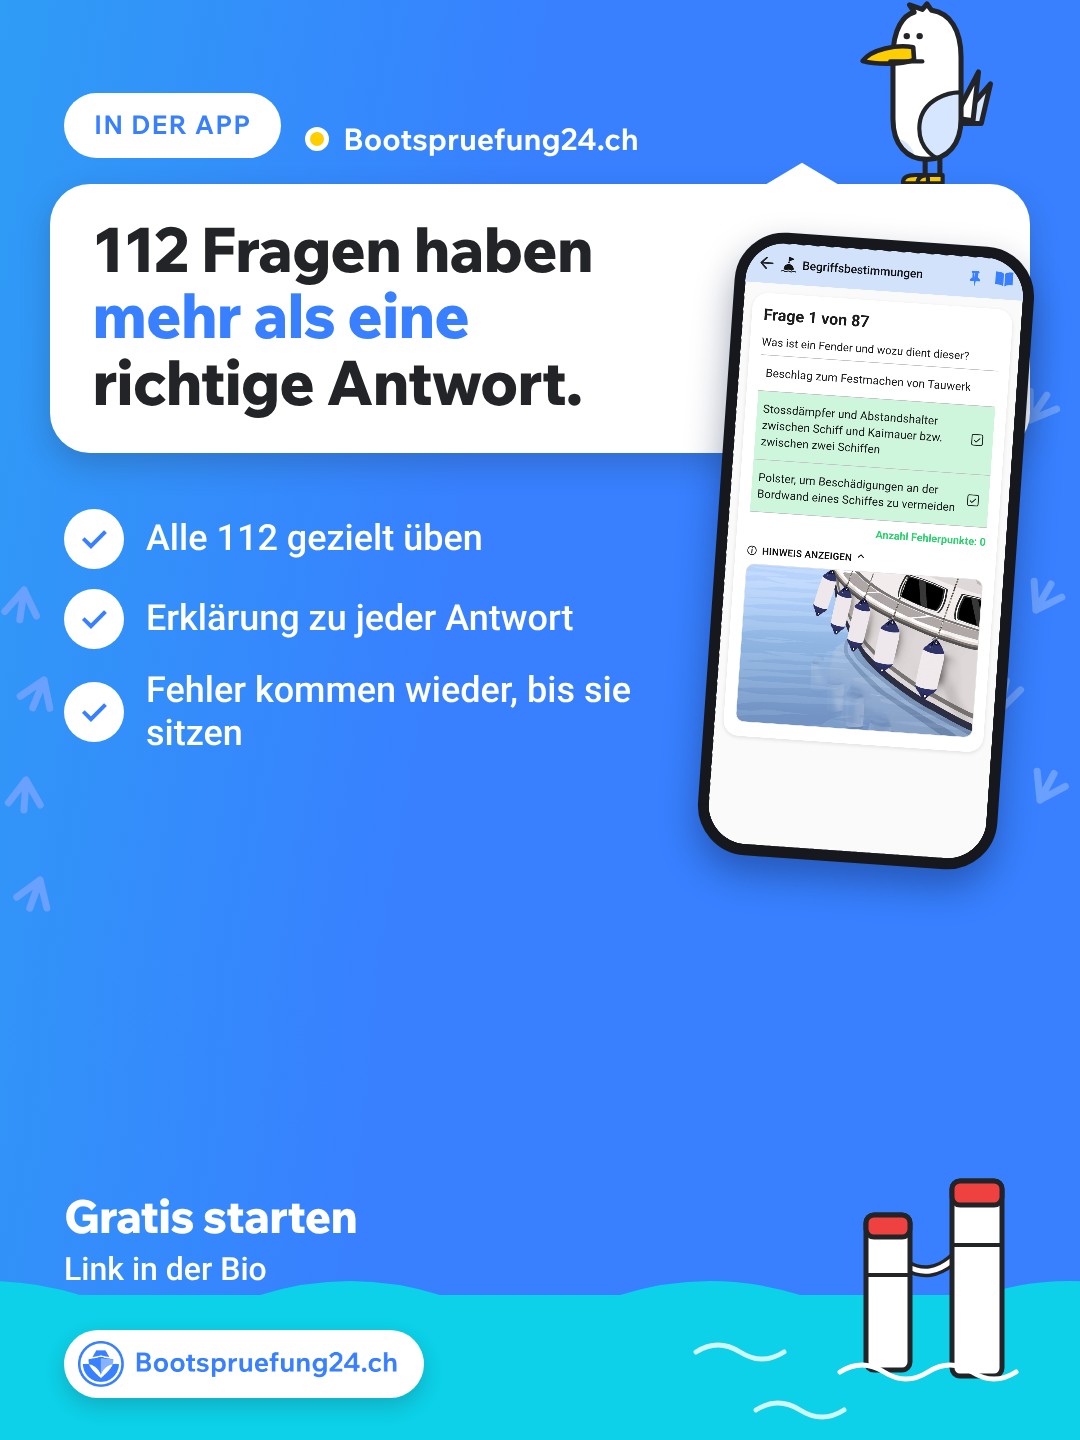 IN DER APP
Bootspruefung24.ch
112 Fragen haben
mehr als eine
richtige Antwort.
Begriffsbestimmungen
Frage 1 von 87
Was ist ein Fender und wozu dient dieser?
Beschlag zum Festmachen von Tauwerk
Stossdämpfer und Abstandshalter
zwischen Schiff und Kaimauer bzw.
zwischen zwei Schiffen
Polster, um Beschädigungen an der
Bordwand eines Schiffes zu vermeiden
Anzahl Fehlerpunkte: 0
HINWEIS ANZEIGEN
Alle 112 gezielt üben
Erklärung zu jeder Antwort
Fehler kommen wieder, bis sie
sitzen
Gratis starten
Link in der Bio
Bootspruefung24.ch